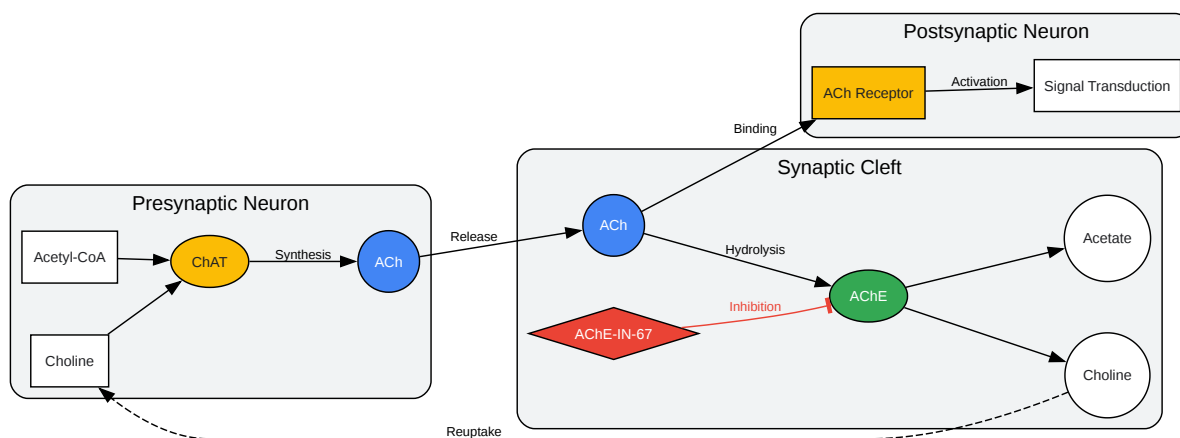 Postsynaptic Neuron
ACh Receptor
Activation
Signal Transduction
Binding
Synaptic Cleft
Presynaptic Neuron
Acetyl-CoA
ChAT
Synthesis
ACh
Release
ACh
Hydrolysis
AChE
Acetate
AChE-IN-67
Inhibition
Choline
Choline
Reuptake